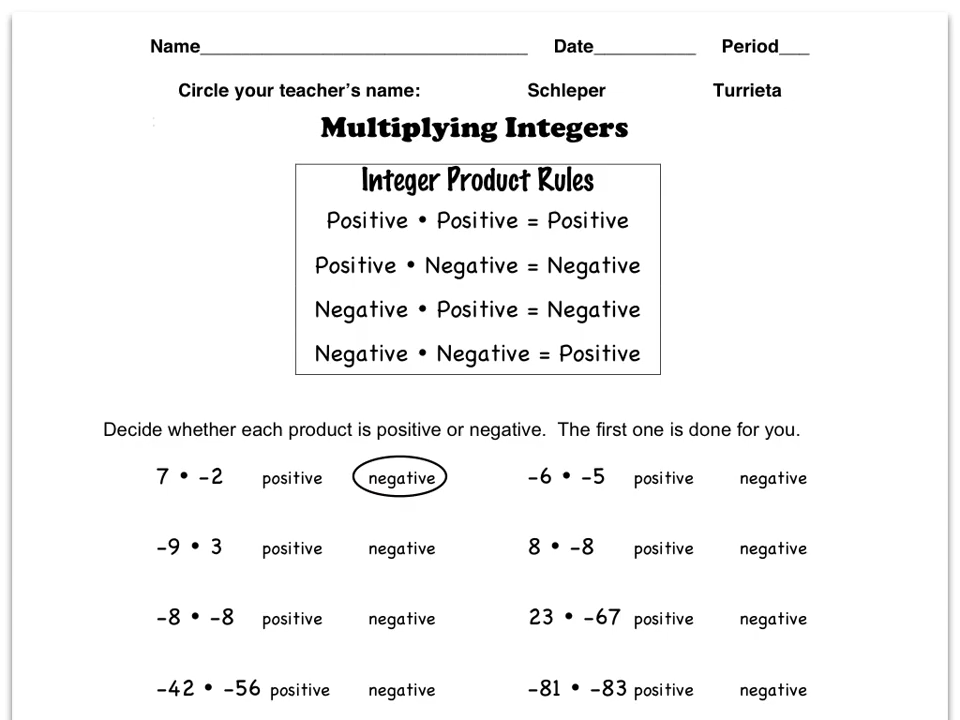 Name_________________________________ Date__________ Period___
Circle your teacher's name: Schleper Turrieta
Multiplying Integers
Integer Product Rules
Positive • Positive = Positive
Positive • Negative = Negative
Negative • Positive = Negative
Negative • Negative = Positive
Decide whether each product is positive or negative. The first one is done for you.
7 • -2 positive negative -6 • -5 positive negative
-9 • 3 positive negative 8 • -8 positive negative
-8 • -8 positive negative 23 • -67 positive negative
-42 • -56 positive negative -81 • -83 positive negative